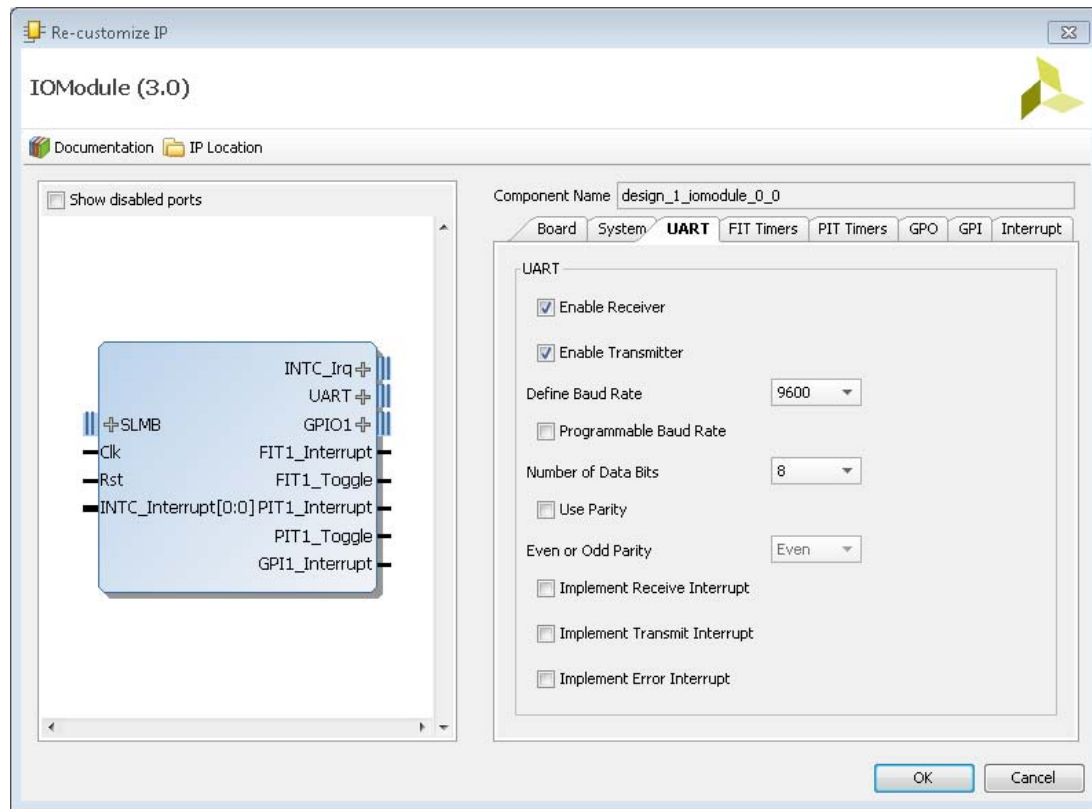 Re-customize IP
IOModule (3.0)
Documentation IP Location
Show disabled ports
INTC_Irq
UART
SLMB GPIO1
Clk FIT1_Interrupt
Rst FIT1_Toggle
INTC_Interrupt[0:0] PIT1_Interrupt
PIT1_Toggle
GPI1_Interrupt
Component Name design_1_iomodule_0_0
Board System UART FIT Timers PIT Timers GPO GPI Interrupt
UART
Enable Receiver
Enable Transmitter
Define Baud Rate 9600
Programmable Baud Rate
Number of Data Bits 8
Use Parity
Even or Odd Parity Even
Implement Receive Interrupt
Implement Transmit Interrupt
Implement Error Interrupt
OK Cancel